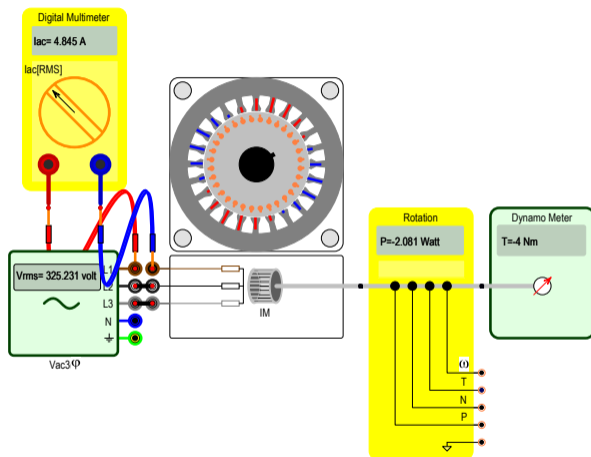 Digital Multimeter
Iac= 4.845 A
Iac[RMS]
Vrms= 325.231 volt
L1
L2
L3
N
Vac3φ
IM
Rotation
P=-2.081 Watt
ω
T
N
P
Dynamo Meter
T=-4 Nm